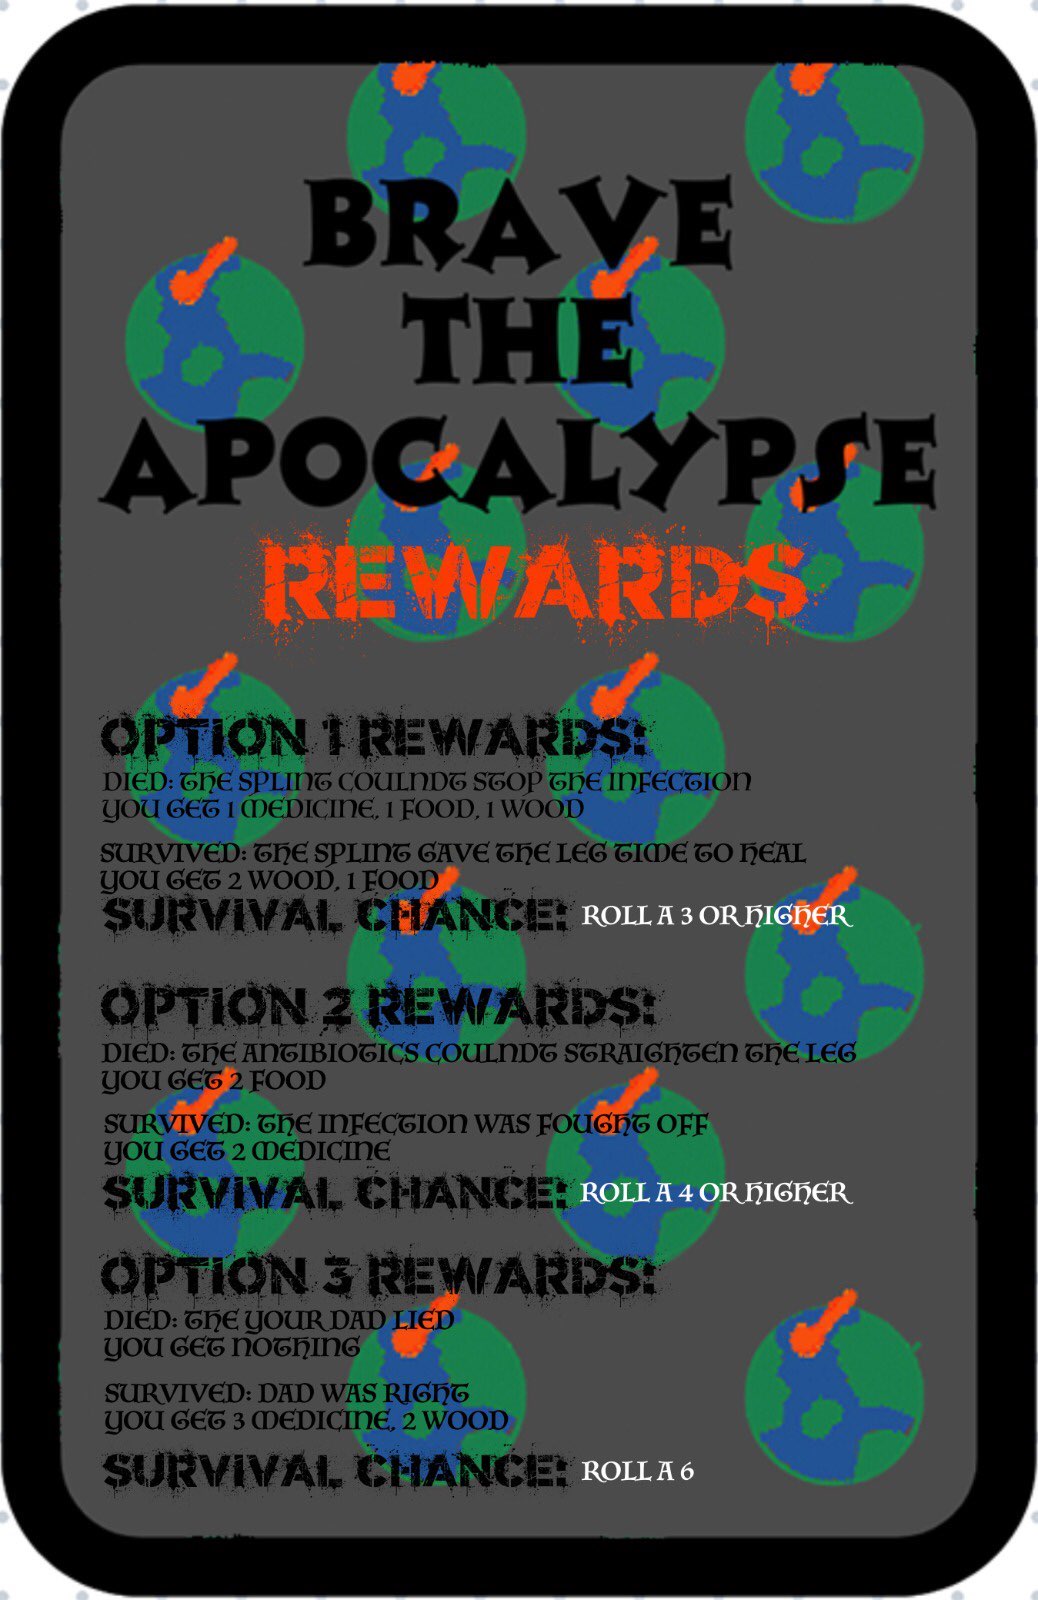 BRAVE
THE
APOCALYPSE
REWARDS
OPTION 1 REWARDS:
DIED: THE SPLINT COULNDT STOP THE INFECTION
YOU GET 1 MEDICINE, 1 FOOD, 1 WOOD
SURVIVED: THE SPLINT GAVE THE LEG TIME TO HEAL
YOU GET 2 WOOD, 1 FOOD
SURVIVAL CHANCE: ROLL A 3 OR HIGHER
OPTION 2 REWARDS:
DIED: THE ANTIBIOTICS COULNDT STRAIGHTEN THE LEG
YOU GET 2 FOOD
SURVIVED: THE INFECTION WAS FOUGHT OFF
YOU GET 2 MEDICINE
SURVIVAL CHANCE: ROLL A 4 OR HIGHER
OPTION 3 REWARDS:
DIED: THE YOUR DAD LIED
YOU GET NOTHING
SURVIVED: DAD WAS RIGHT
YOU GET 3 MEDICINE, 2 WOOD
SURVIVAL CHANCE: ROLL A 6